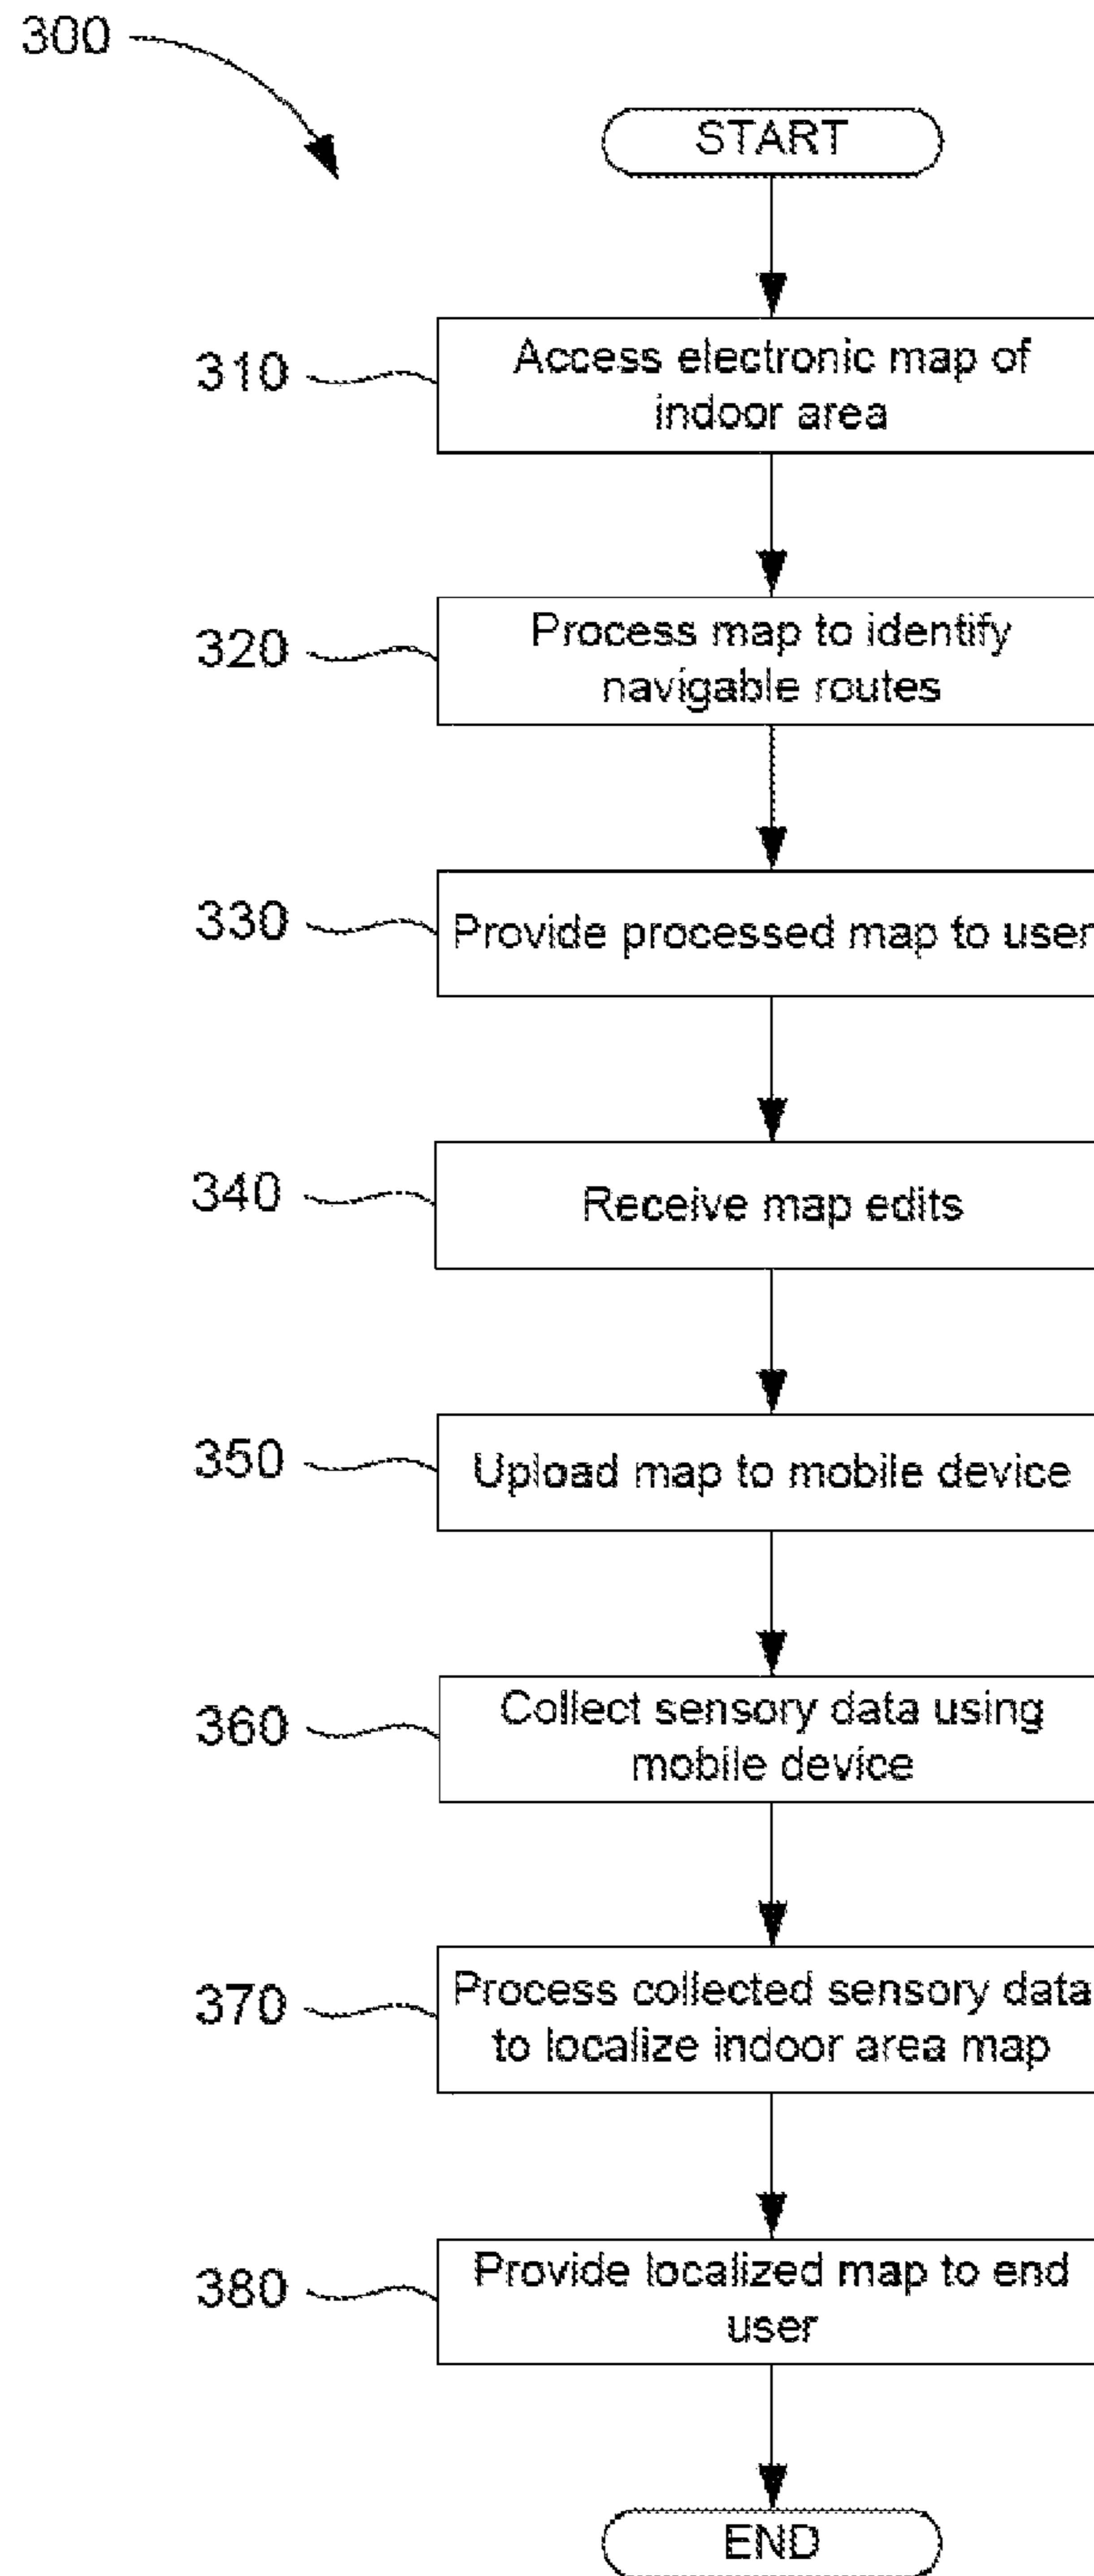 300
START
310
Access electronic map of
indoor area
320
Process map to identify
navigable routes
330
Provide processed map to user
340
Receive map edits
350
Upload map to mobile device
360
Collect sensory data using
mobile device
370
Process collected sensory data
to localize indoor area map
380
Provide localized map to end
user
END